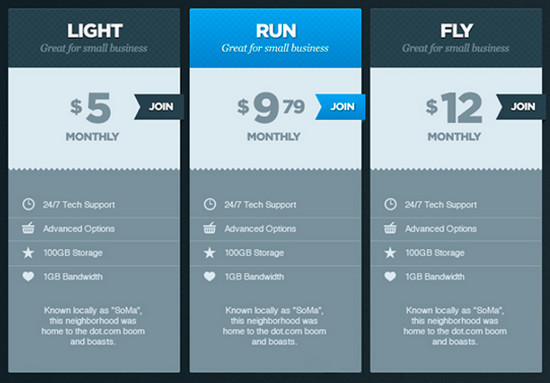 LIGHT
Great for small business
$5
JOIN
MONTHLY
24/7 Tech Support
Advanced Options
100GB Storage
1GB Bandwidth
Known locally as "SoMa",
this neighborhood was
home to the dot.com boom
and boasts.
RUN
Great for small business
$9 79
JOIN
MONTHLY
24/7 Tech Support
Advanced Options
100GB Storage
1GB Bandwidth
Known locally as "SoMa",
this neighborhood was
home to the dot.com boom
and boasts.
FLY
Great for small business
$12
JOIN
MONTHLY
24/7 Tech Support
Advanced Options
100GB Storage
1GB Bandwidth
Known locally as "SoMa",
this neighborhood was
home to the dot.com boom
and boasts.